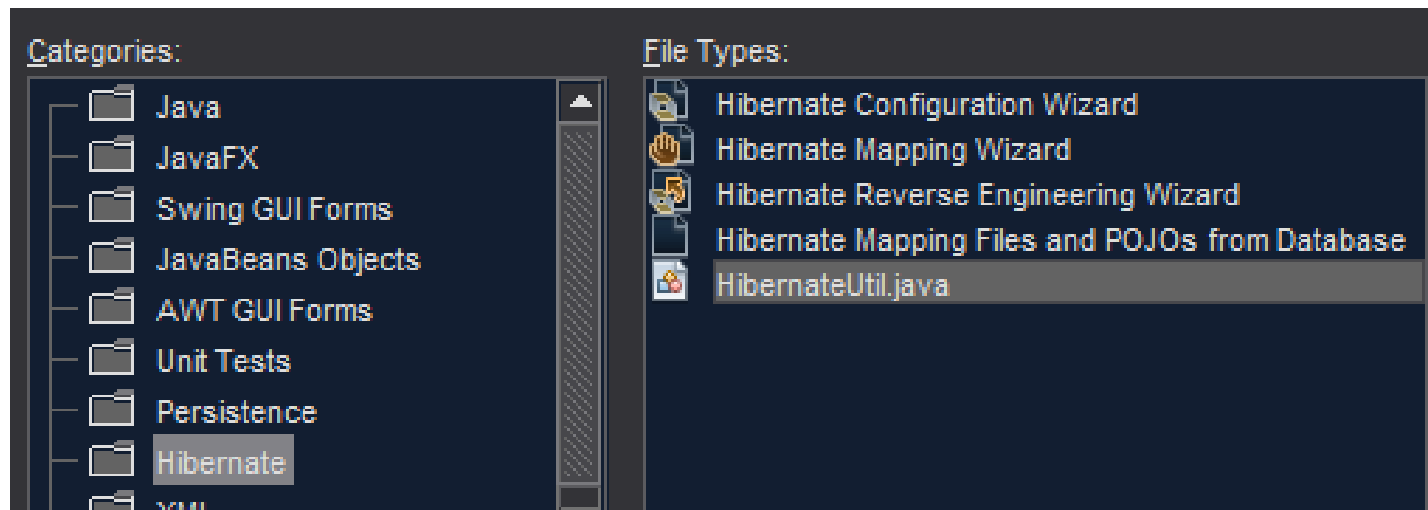 Categories:
Java
JavaFX
Swing GUI Forms
JavaBeans Objects
AWT GUI Forms
Unit Tests
Persistence
Hibernate
File Types:
Hibernate Configuration Wizard
Hibernate Mapping Wizard
Hibernate Reverse Engineering Wizard
Hibernate Mapping Files and POJOs from Database
HibernateUtil.java